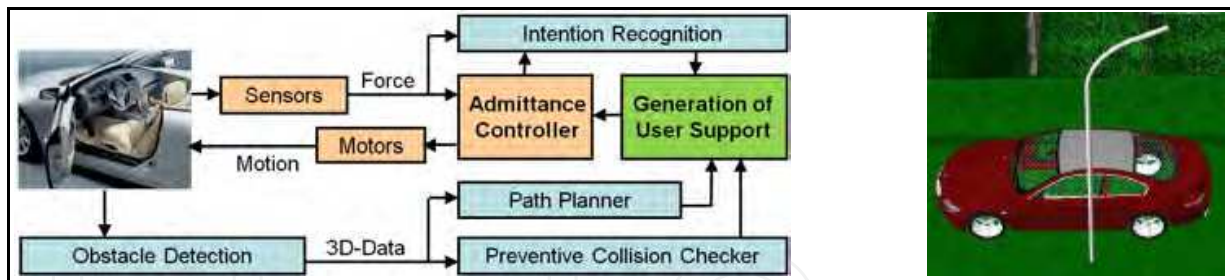 Intention Recognition
Force
Sensors
Admittance
Controller
Generation of
User Support
Motors
Motion
Path Planner
3D-Data
Obstacle Detection
Preventive Collision Checker